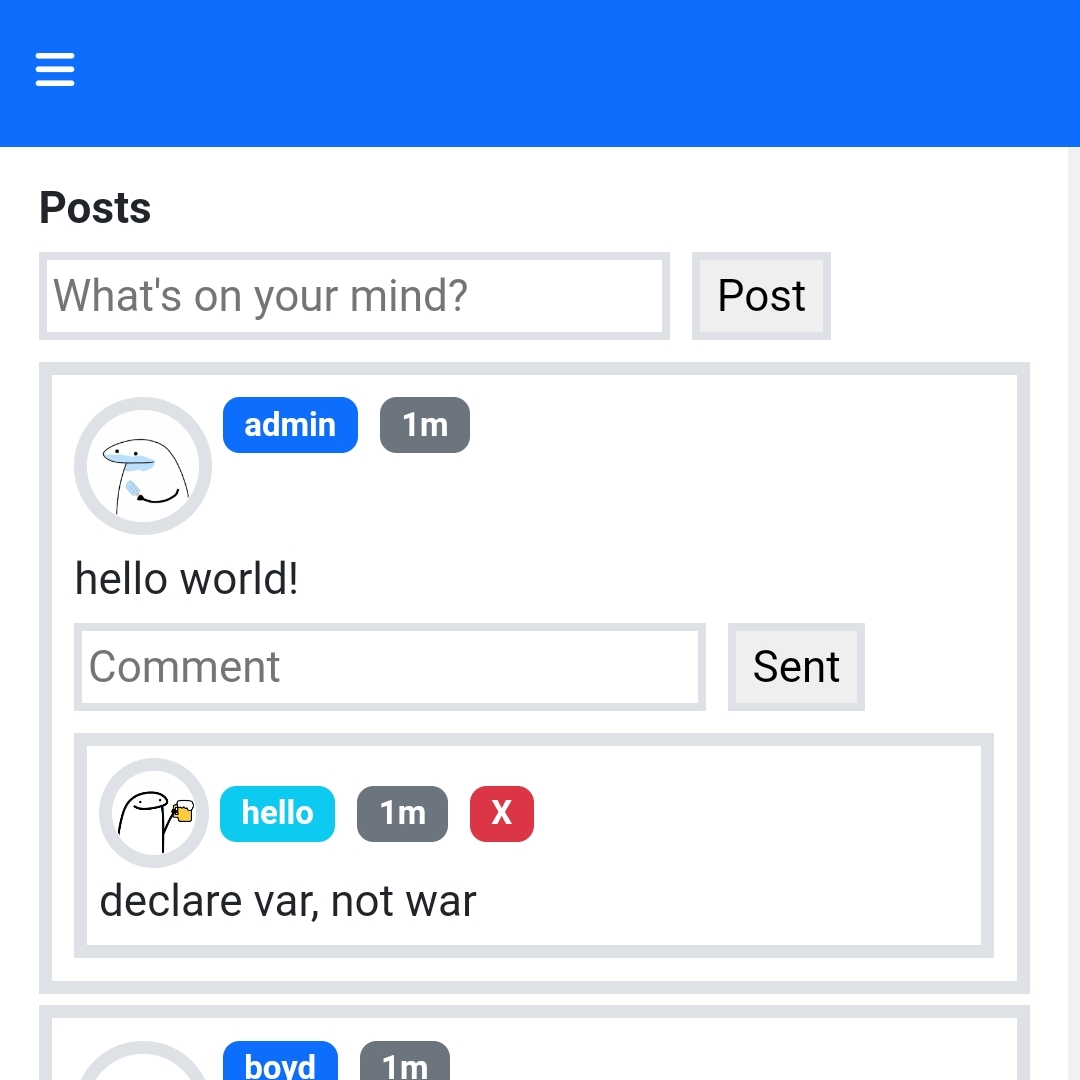 Posts
What's on your mind? Post
admin 1m
hello world!
Comment Sent
hello 1m X
declare var, not war
boyd 1m